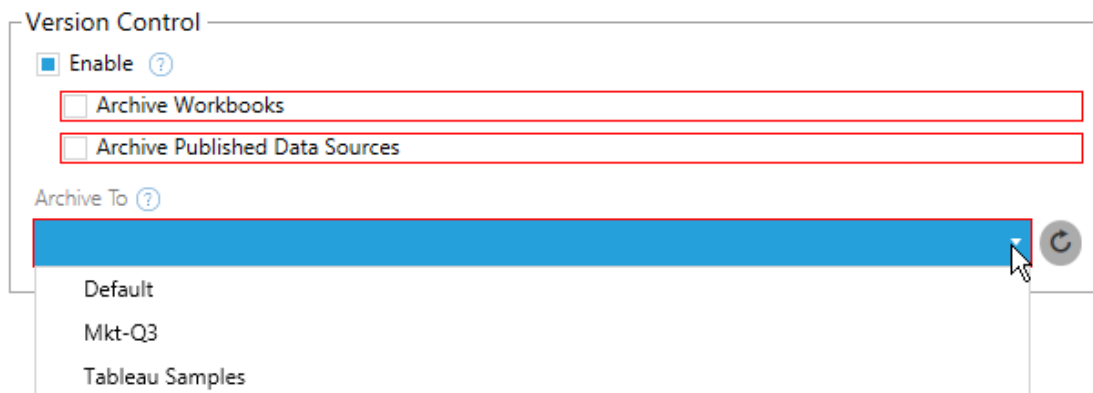 Version Control
Enable ?
Archive Workbooks
Archive Published Data Sources
Archive To ?
Default
Mkt-Q3
Tableau Samples